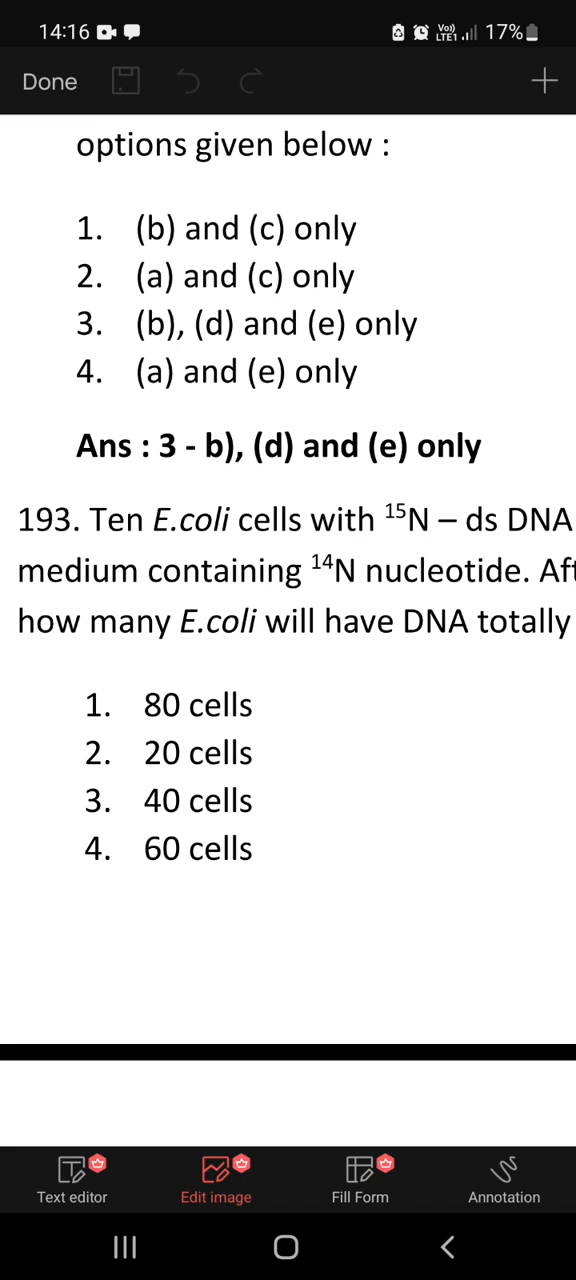 14:16 Vo)) LTE1 17%
Done
options given below :
1. (b) and (c) only
2. (a) and (c) only
3. (b), (d) and (e) only
4. (a) and (e) only
Ans : 3 - b), (d) and (e) only
193. Ten E.coli cells with ¹⁵N – ds DNA
medium containing ¹⁴N nucleotide. Aft
how many E.coli will have DNA totally
1. 80 cells
2. 20 cells
3. 40 cells
4. 60 cells
Text editor Edit image Fill Form Annotation